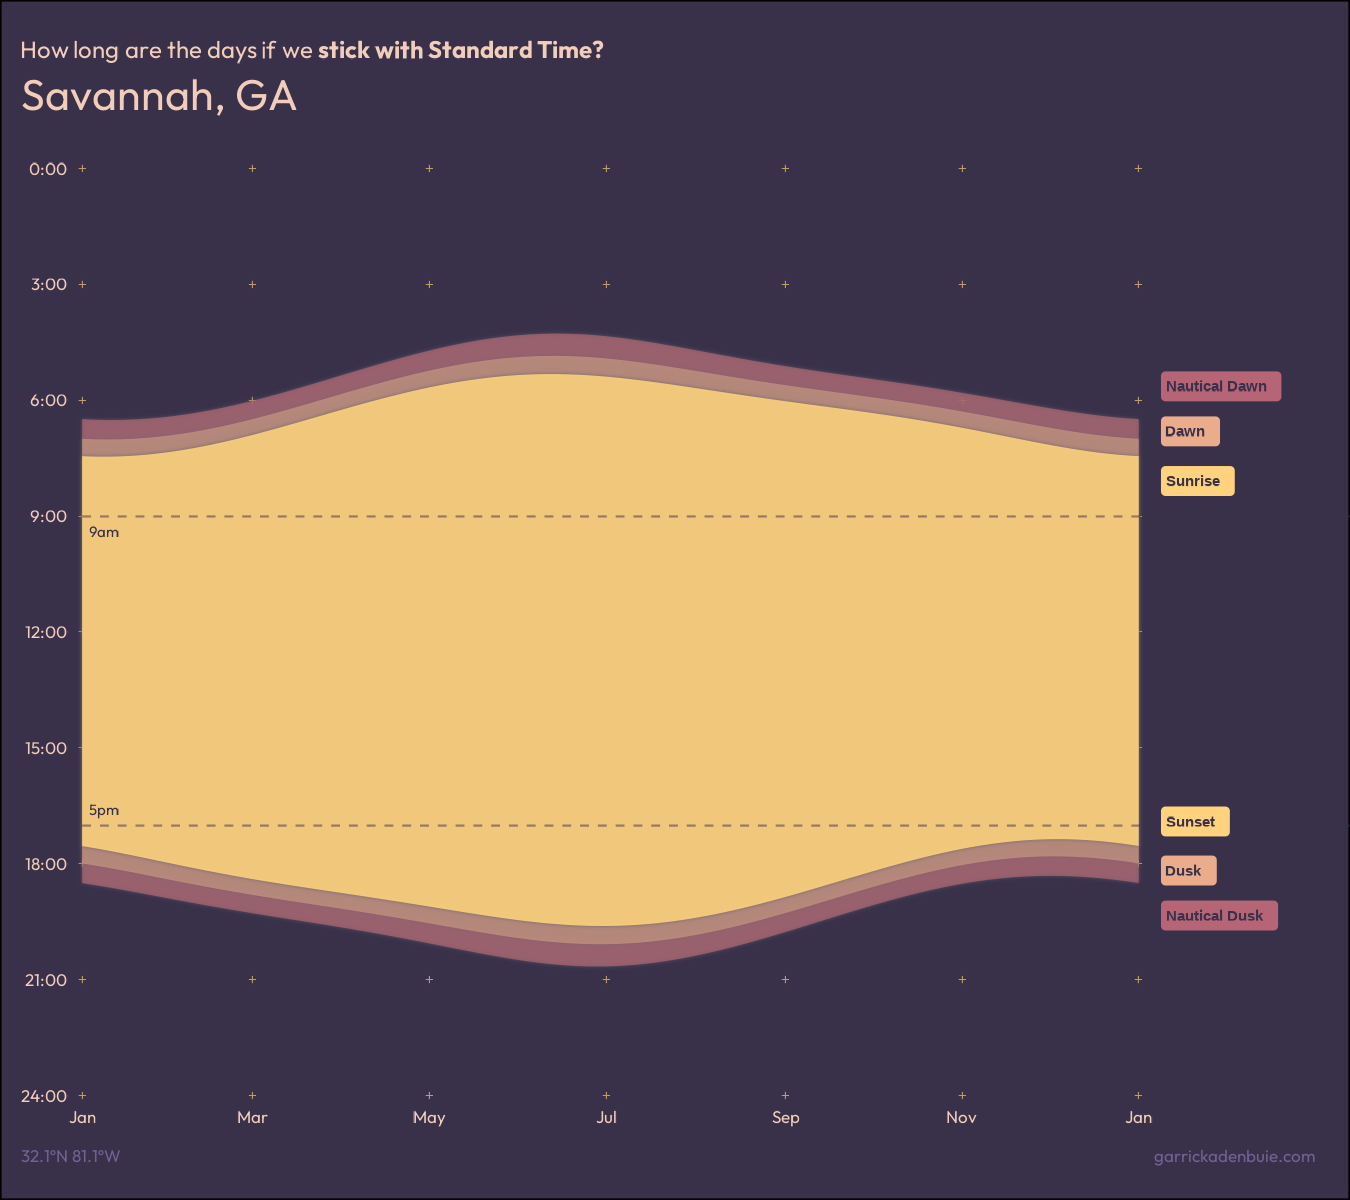 How long are the days if we stick with Standard Time?
Savannah, GA
0:00
3:00
6:00
Nautical Dawn
Dawn
Sunrise
9:00
9am
12:00
15:00
5pm
Sunset
18:00
Dusk
Nautical Dusk
21:00
24:00
Jan Mar May Jul Sep Nov Jan
32.1°N 81.1°W
garrickadenbuie.com